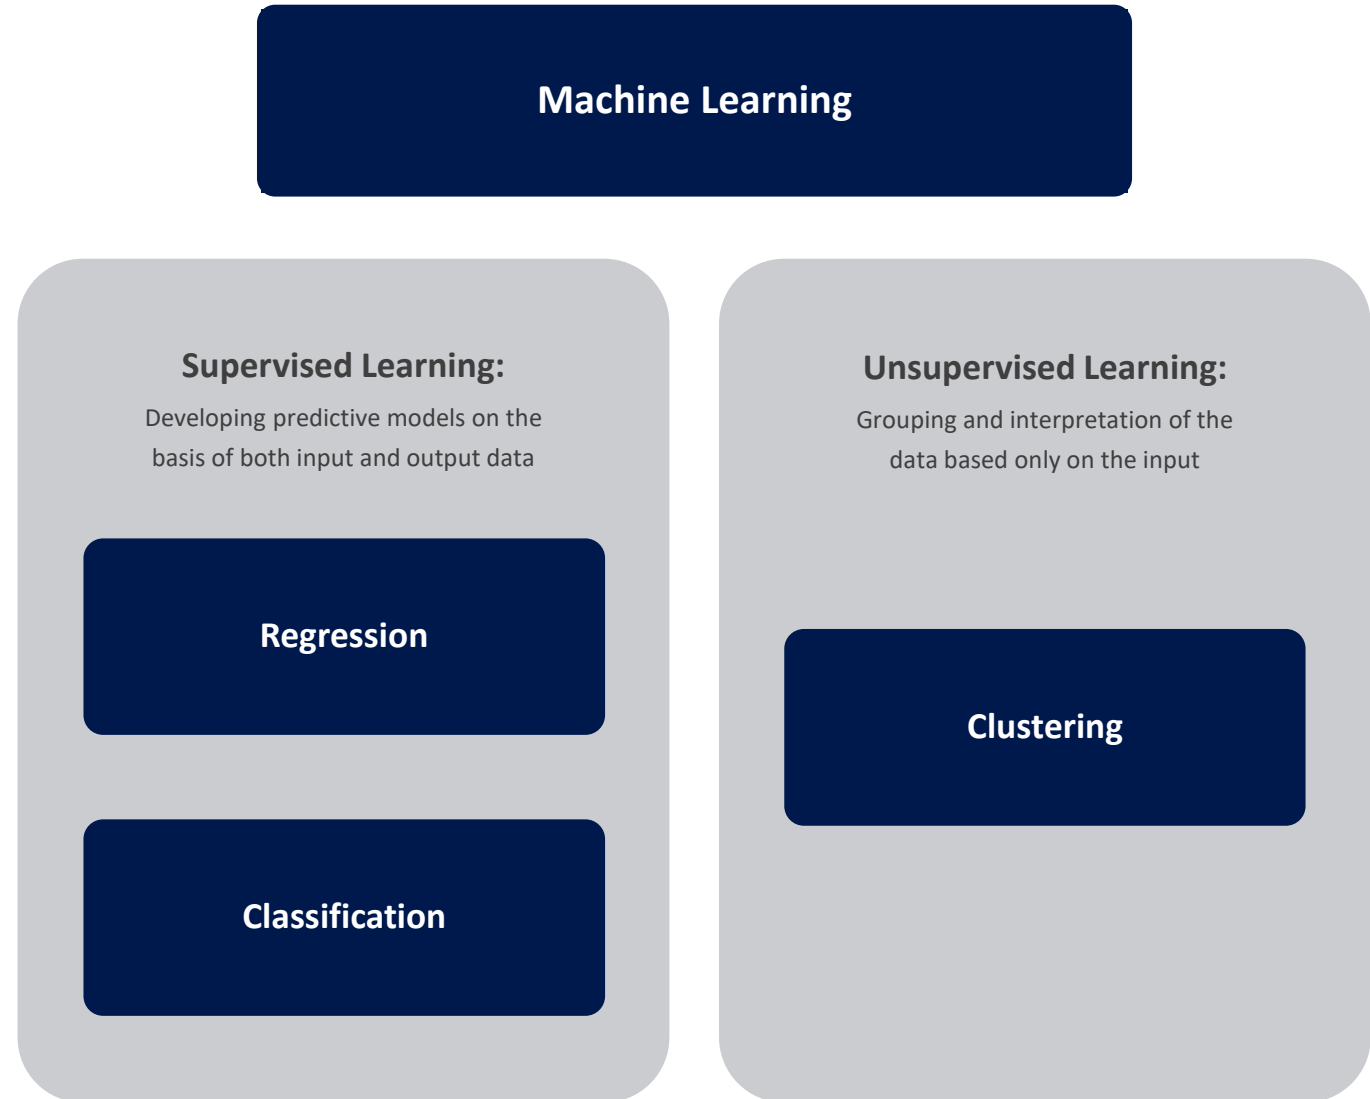 Machine Learning
Supervised Learning:
Developing predictive models on the
basis of both input and output data
Regression
Classification
Unsupervised Learning:
Grouping and interpretation of the
data based only on the input
Clustering